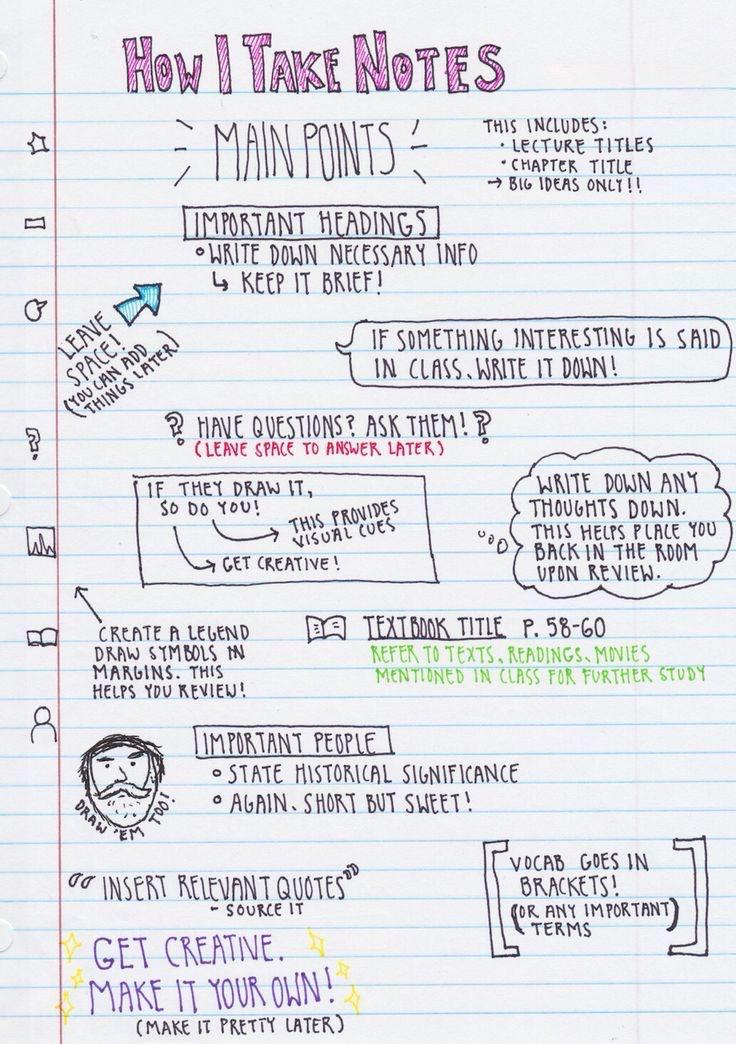 HOW I TAKE NOTES
MAIN POINTS
THIS INCLUDES:
• LECTURE TITLES
• CHAPTER TITLE
→ BIG IDEAS ONLY!!
IMPORTANT HEADINGS
• WRITE DOWN NECESSARY INFO
↳ KEEP IT BRIEF!
LEAVE
SPACE!
(YOU CAN ADD
THINGS LATER)
IF SOMETHING INTERESTING IS SAID
IN CLASS, WRITE IT DOWN!
? HAVE QUESTIONS? ASK THEM! ?
(LEAVE SPACE TO ANSWER LATER)
?
IF THEY DRAW IT,
SO DO YOU!
THIS PROVIDES
VISUAL CUES
GET CREATIVE!
WRITE DOWN ANY
THOUGHTS DOWN.
THIS HELPS PLACE YOU
BACK IN THE ROOM
UPON REVIEW.
CREATE A LEGEND
DRAW SYMBOLS IN
MARGINS. THIS
HELPS YOU REVIEW!
TEXTBOOK TITLE P. 58-60
REFER TO TEXTS, READINGS, MOVIES
MENTIONED IN CLASS FOR FURTHER STUDY
IMPORTANT PEOPLE
• STATE HISTORICAL SIGNIFICANCE
• AGAIN, SHORT BUT SWEET!
DRAW 'EM TOO!
"INSERT RELEVANT QUOTES"
- SOURCE IT
[VOCAB GOES IN
BRACKETS!
(OR ANY IMPORTANT)
TERMS]
GET CREATIVE.
MAKE IT YOUR OWN!
(MAKE IT PRETTY LATER)